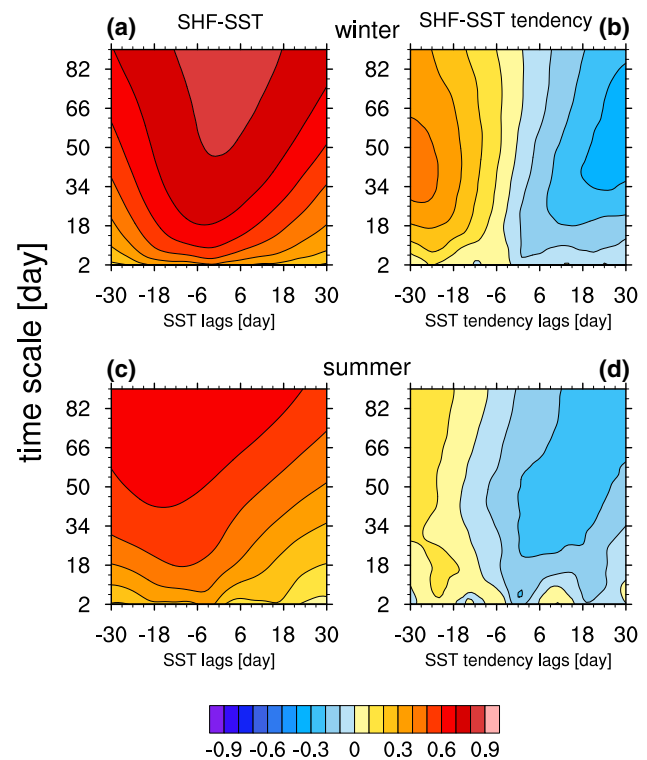 (a) SHF-SST winter SHF-SST tendency (b)
82 82
66 66
50 50
34 34
18 18
2 2
-30 -18 -6 6 18 30 -30 -18 -6 6 18 30
SST lags [day] SST tendency lags [day]
time scale [day]
(c) summer (d)
82 82
66 66
50 50
34 34
18 18
2 2
-30 -18 -6 6 18 30 -30 -18 -6 6 18 30
SST lags [day] SST tendency lags [day]
-0.9 -0.6 -0.3 0 0.3 0.6 0.9